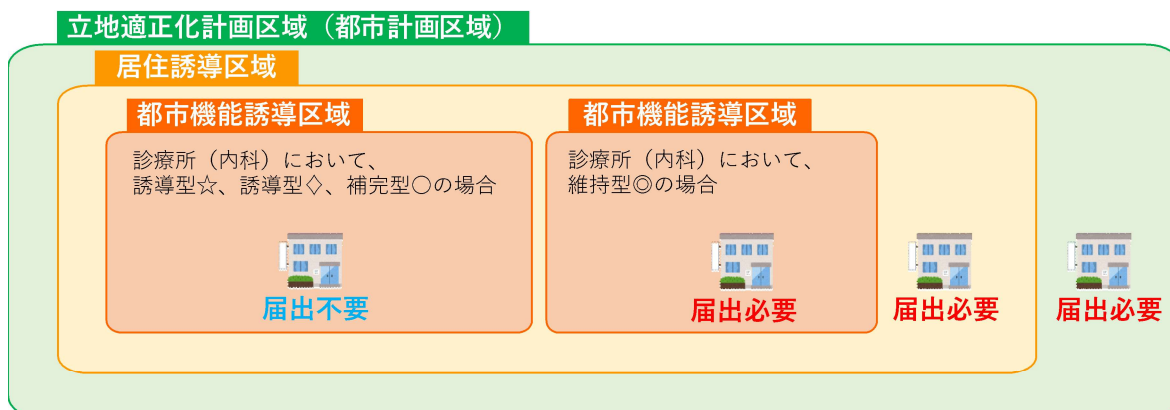 立地適正化計画区域（都市計画区域）
居住誘導区域
都市機能誘導区域
診療所（内科）において、
誘導型☆、誘導型◇、補完型○の場合
届出不要
都市機能誘導区域
診療所（内科）において、
維持型◎の場合
届出必要
届出必要
届出必要